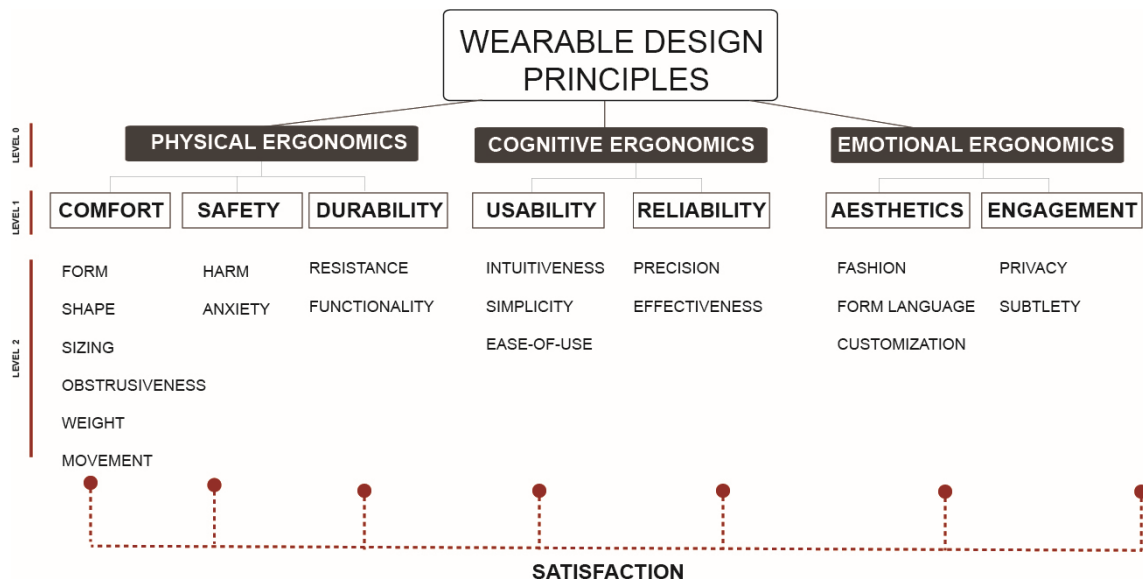 WEARABLE DESIGN
PRINCIPLES
LEVEL 0
PHYSICAL ERGONOMICS
COGNITIVE ERGONOMICS
EMOTIONAL ERGONOMICS
LEVEL 1
COMFORT
SAFETY
DURABILITY
USABILITY
RELIABILITY
AESTHETICS
ENGAGEMENT
LEVEL 2
FORM
SHAPE
SIZING
OBSTRUSIVENESS
WEIGHT
MOVEMENT
HARM
ANXIETY
RESISTANCE
FUNCTIONALITY
INTUITIVENESS
SIMPLICITY
EASE-OF-USE
PRECISION
EFFECTIVENESS
FASHION
FORM LANGUAGE
CUSTOMIZATION
PRIVACY
SUBTLETY
SATISFACTION